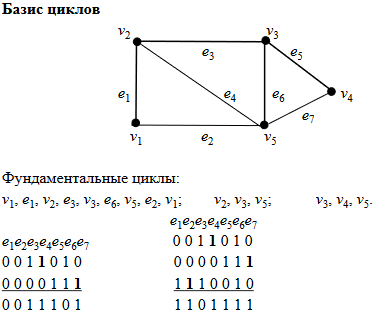 Базис циклов
v2
v3
e3
e5
e1
e4
e6
v4
e7
v1
e2
v5
Фундаментальные циклы:
v1, e1, v2, e3, v3, e6, v5, e2, v1; v2, v3, v5; v3, v4, v5.
e1e2e3e4e5e6e7
0 0 1 1 0 1 0
e1e2e3e4e5e6e7
0 0 1 1 0 1 0
0 0 0 0 1 1 1
0 0 0 0 1 1 1
1 1 1 0 0 1 0
0 0 1 1 1 0 1
1 1 0 1 1 1 1